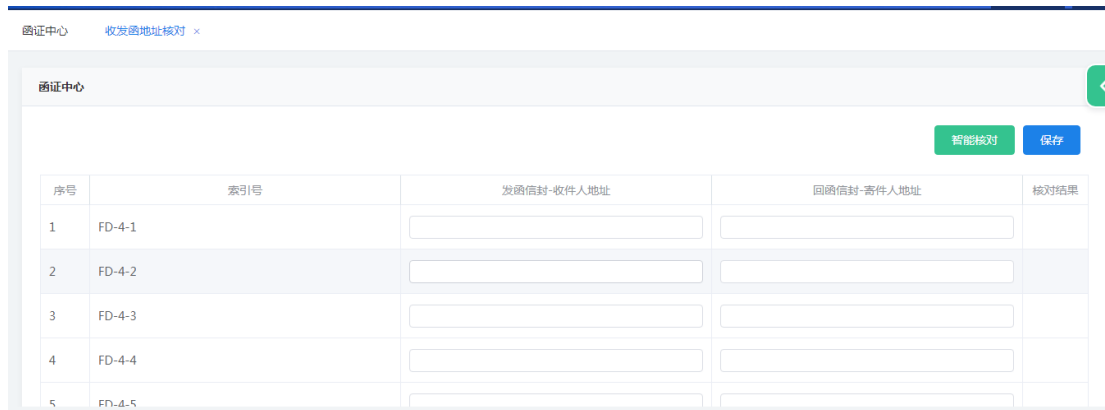 函证中心 收发函地址核对 ×
函证中心
智能核对 保存
序号 索引号 发函信封-收件人地址 回函信封-寄件人地址 核对结果
1 FD-4-1
2 FD-4-2
3 FD-4-3
4 FD-4-4
5 FD-4-5